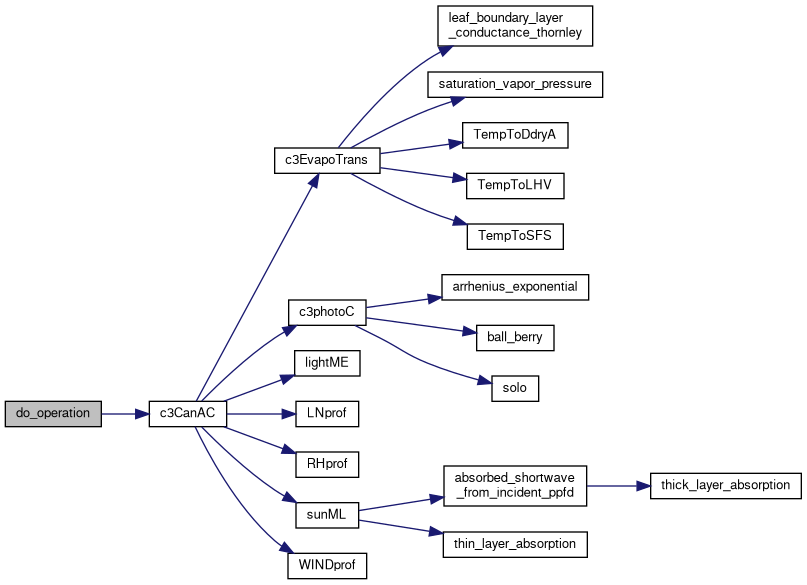 leaf_boundary_layer
_conductance_thornley
saturation_vapor_pressure
TempToDdryA
c3EvapoTrans
TempToLHV
TempToSFS
arrhenius_exponential
c3photoC
ball_berry
lightME
solo
do_operation
c3CanAC
LNprof
RHprof
absorbed_shortwave
_from_incident_ppfd
thick_layer_absorption
sunML
thin_layer_absorption
WINDprof